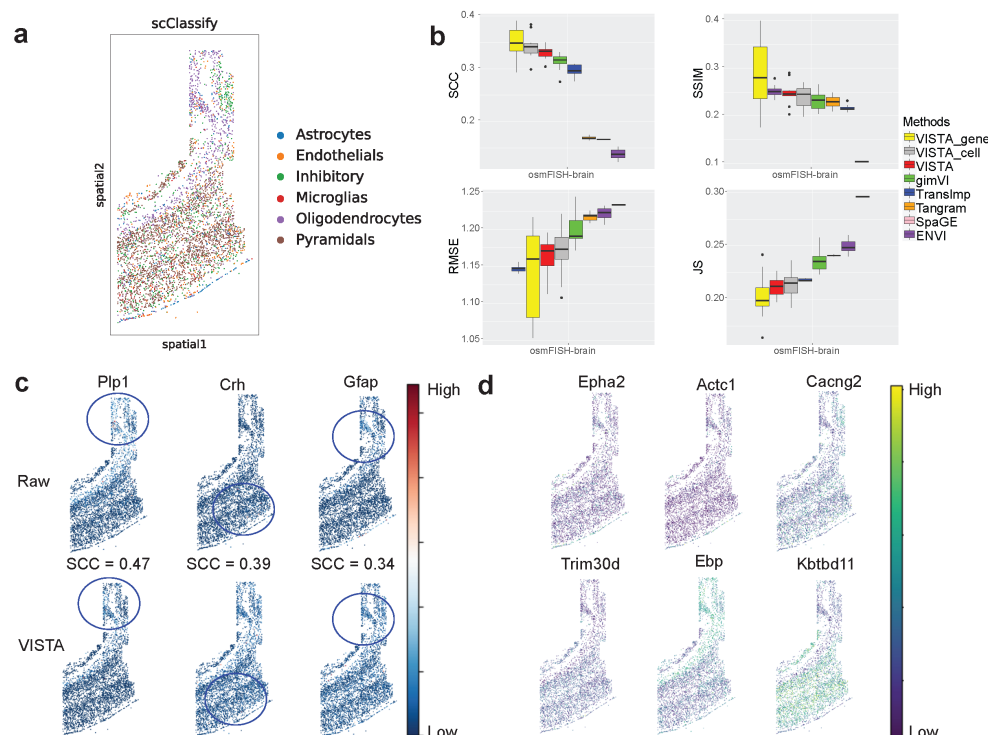 a
scClassify
spatial2
spatial1
Astrocytes
Endothelials
Inhibitory
Microglias
Oligodendrocytes
Pyramidals
b
SCC
0.4
0.3
0.2
osmFISH-brain
SSIM
0.4
0.3
0.2
0.1
osmFISH-brain
RMSE
1.25
1.20
1.15
1.10
1.05
osmFISH-brain
JS
0.30
0.25
0.20
osmFISH-brain
Methods
VISTA_gene
VISTA_cell
VISTA
gimVI
TransImp
Tangram
SpaGE
ENVI
c
Plp1 Crh Gfap
High
Raw
SCC = 0.47 SCC = 0.39 SCC = 0.34
VISTA
Low
d
Epha2 Actc1 Cacng2
High
Trim30d Ebp Kbtbd11
Low